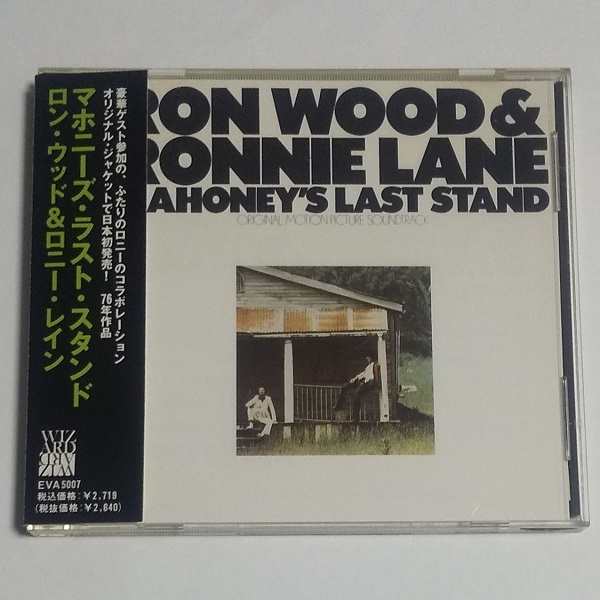 豪華ゲスト参加の、ふたりのロニーのコラボレーション
オリジナル・ジャケットで日本初発売! 76年作品
マホニーズ・ラスト・スタンド
ロン・ウッド&ロニー・レイン
EVA5007
税込価格:¥2,719
(税抜価格:¥2,640)
RON WOOD &
RONNIE LANE
AHONEY'S LAST STAND
ORIGINAL MOTION PICTURE SOUNDTRACK